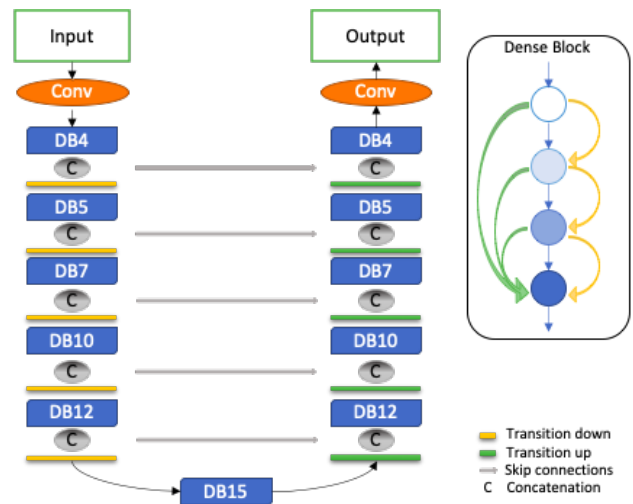 Input
Output
Dense Block
Conv
Conv
DB4
DB4
C
C
DB5
DB5
C
C
DB7
DB7
C
C
DB10
DB10
C
C
DB12
DB12
C
C
DB15
Transition down
Transition up
Skip connections
C Concatenation